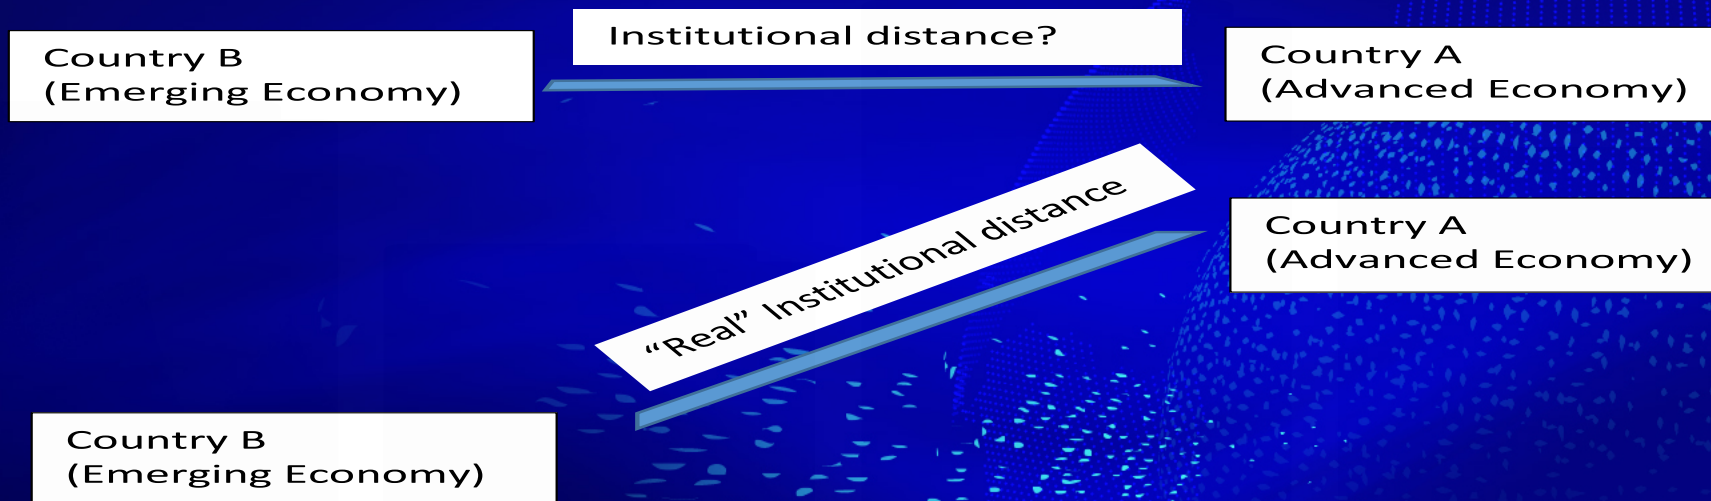 Institutional distance?
Country B
(Emerging Economy)
Country A
(Advanced Economy)
“Real” Institutional distance
Country A
(Advanced Economy)
Country B
(Emerging Economy)